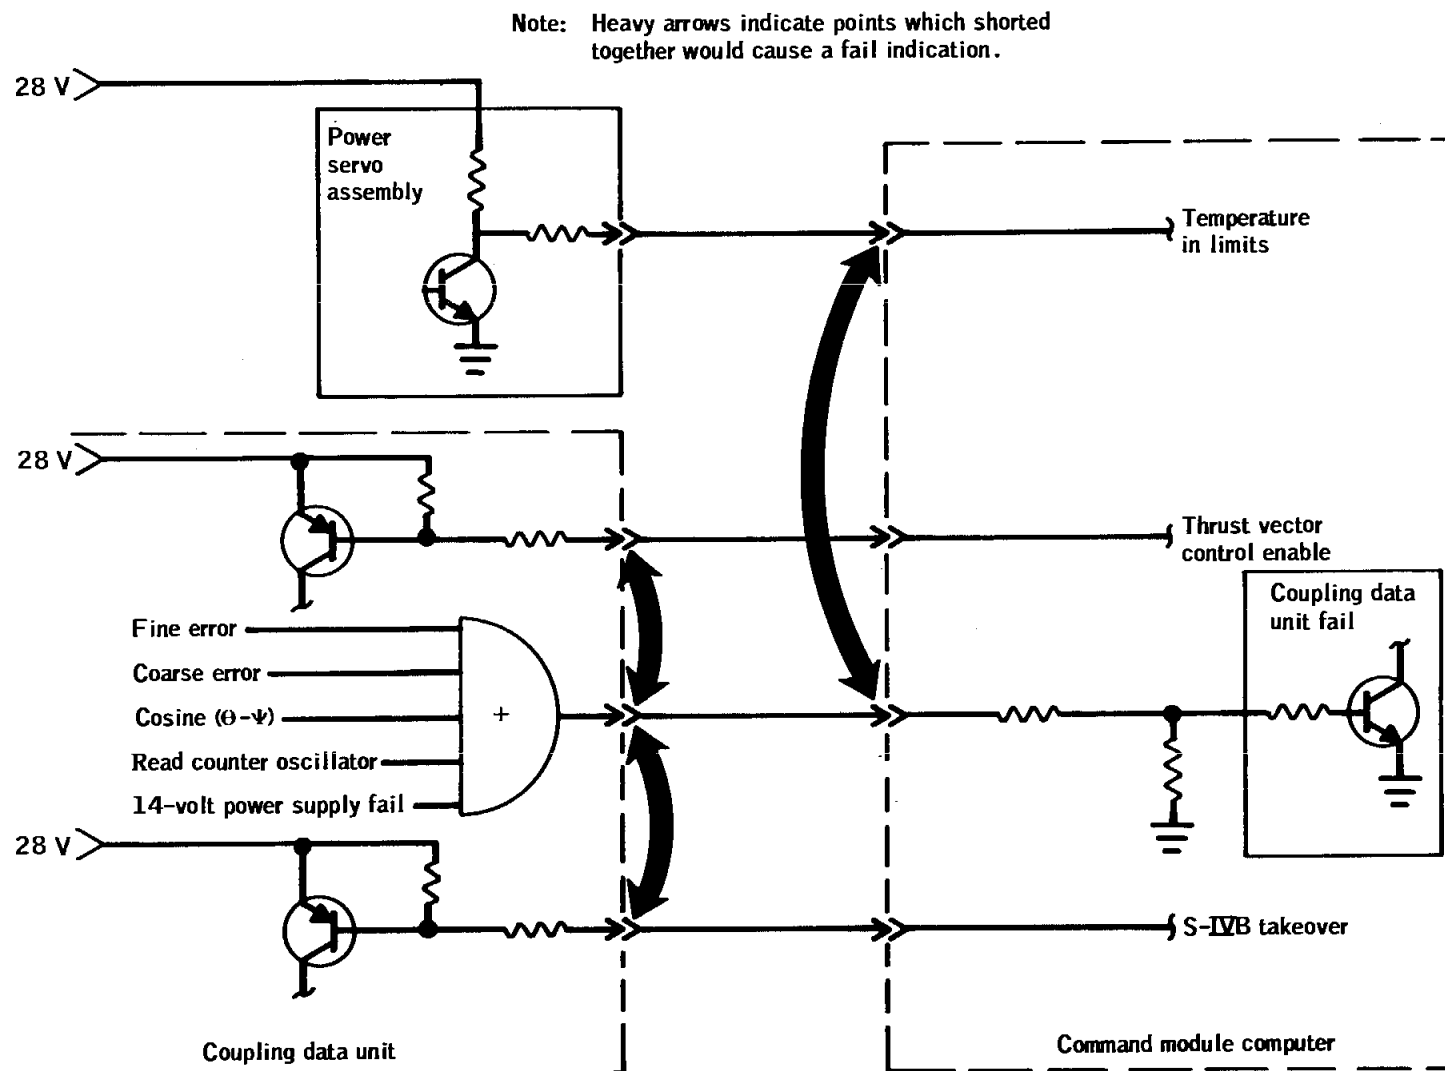 Note: Heavy arrows indicate points which shorted
together would cause a fail indication.
28 V
Power
servo
assembly
Temperature
in limits
28 V
Thrust vector
control enable
Coupling data
unit fail
Fine error
Coarse error
Cosine (Θ-Ψ)
Read counter oscillator
14-volt power supply fail
+
28 V
S-IVB takeover
Coupling data unit
Command module computer